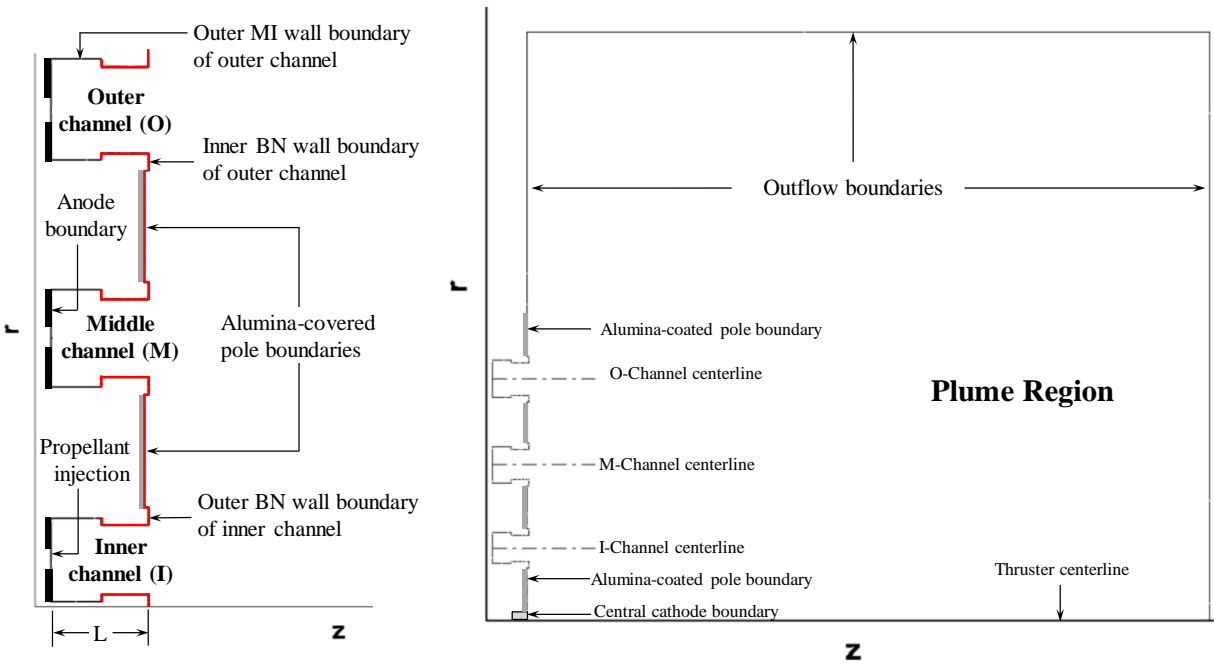 Outer MI wall boundary
of outer channel
Outer
channel (O)
Inner BN wall boundary
of outer channel
Anode
boundary
r
Middle
channel (M)
Alumina-covered
pole boundaries
Propellant
injection
Outer BN wall boundary
of inner channel
Inner
channel (I)
L
z
Outflow boundaries
r
Alumina-coated pole boundary
O-Channel centerline
Plume Region
M-Channel centerline
I-Channel centerline
Alumina-coated pole boundary
Thruster centerline
Central cathode boundary
z